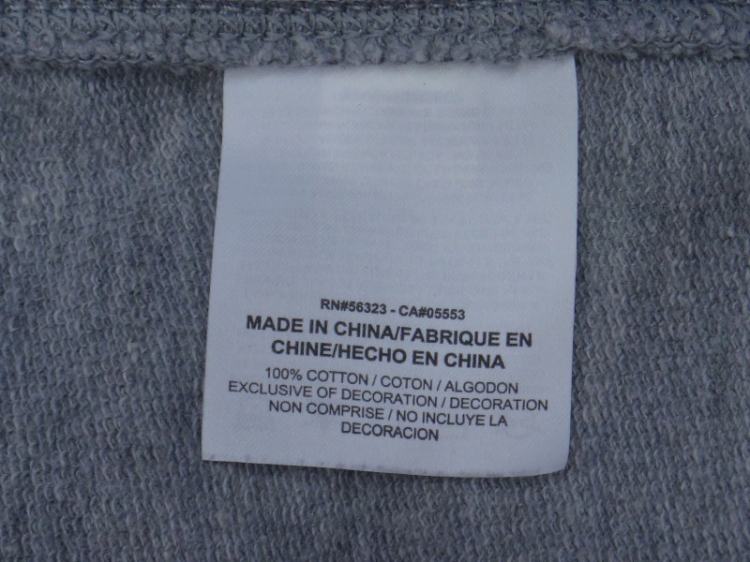 RN#56323 - CA#05553
MADE IN CHINA/FABRIQUE EN
CHINE/HECHO EN CHINA
100% COTTON / COTON / ALGODON
EXCLUSIVE OF DECORATION / DECORATION
NON COMPRISE / NO INCLUYE LA
DECORACION